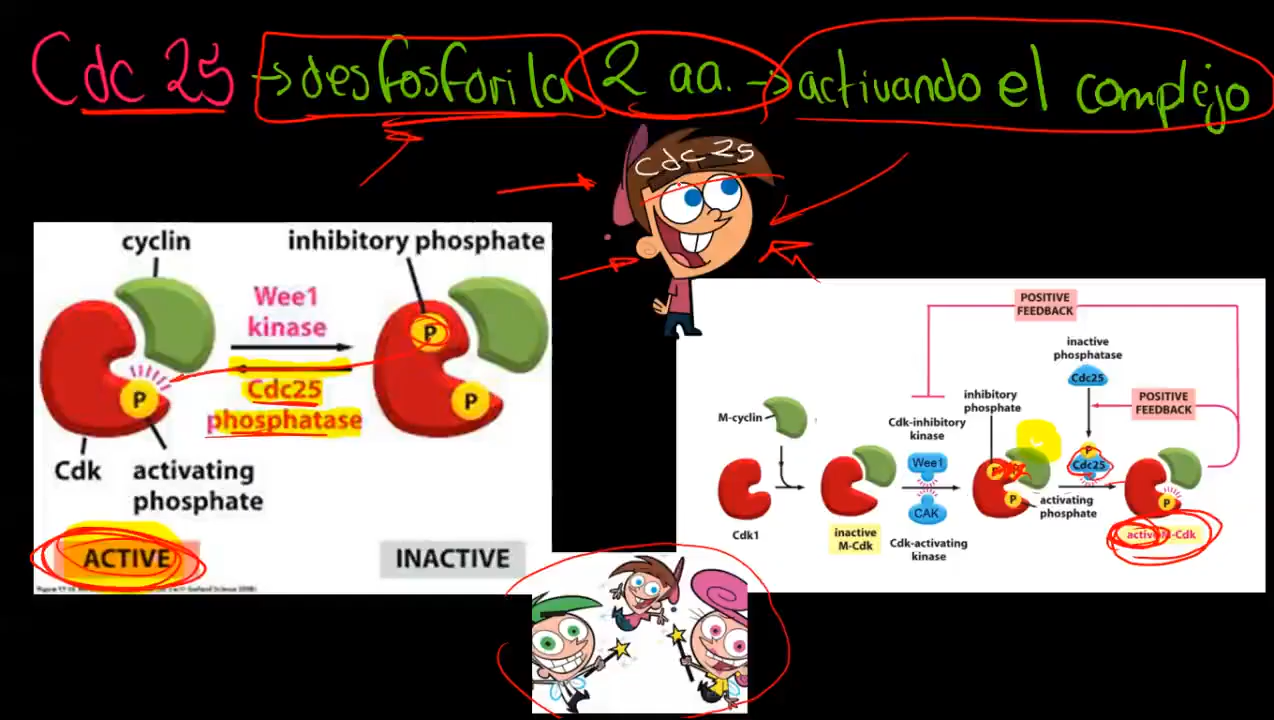 Cdc 25 → desfosforila 2 aa. → activando el complejo
cdc25
cyclin
inhibitory phosphate
Wee1
kinase
P
Cdc25
phosphatase
P
P
Cdk
activating
phosphate
ACTIVE
INACTIVE
POSITIVE
FEEDBACK
inactive
phosphatase
Cdc25
inhibitory
phosphate
POSITIVE
FEEDBACK
M-cyclin
Cdk-inhibitory
kinase
P
Wee1
Cdc25
P
P
P
activating
phosphate
CAK
Cdk1
inactive
M-Cdk
Cdk-activating
kinase
active M-Cdk